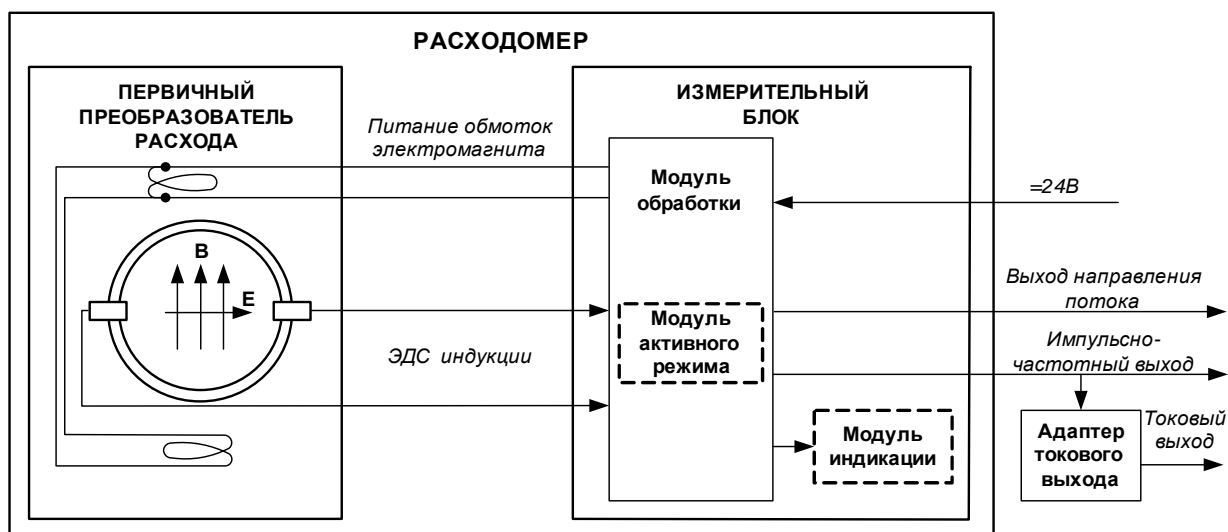 РАСХОДОМЕР
ПЕРВИЧНЫЙ
ПРЕОБРАЗОВАТЕЛЬ
РАСХОДА
Питание обмоток
электромагнита
ИЗМЕРИТЕЛЬНЫЙ
БЛОК
Модуль
обработки
=24В
B
E
Выход направления
потока
Модуль
активного
режима
ЭДС индукции
Импульсно-
частотный выход
Модуль
индикации
Адаптер
токового
выхода
Токовый
выход